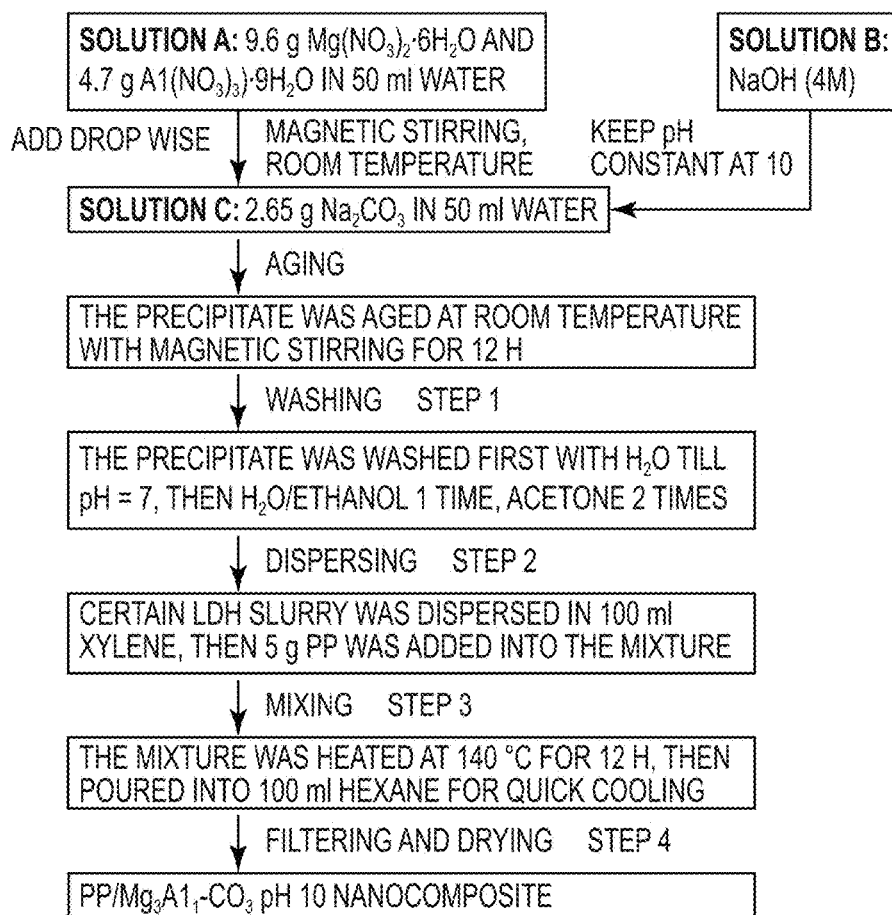 SOLUTION A: 9.6 g Mg(NO₃)₂·6H₂O AND
4.7 g A1(NO₃)₃)·9H₂O IN 50 ml WATER
SOLUTION B:
NaOH (4M)
ADD DROP WISE
MAGNETIC STIRRING,
ROOM TEMPERATURE
KEEP pH
CONSTANT AT 10
SOLUTION C: 2.65 g Na₂CO₃ IN 50 ml WATER
AGING
THE PRECIPITATE WAS AGED AT ROOM TEMPERATURE
WITH MAGNETIC STIRRING FOR 12 H
WASHING STEP 1
THE PRECIPITATE WAS WASHED FIRST WITH H₂O TILL
pH = 7, THEN H₂O/ETHANOL 1 TIME, ACETONE 2 TIMES
DISPERSING STEP 2
CERTAIN LDH SLURRY WAS DISPERSED IN 100 ml
XYLENE, THEN 5 g PP WAS ADDED INTO THE MIXTURE
MIXING STEP 3
THE MIXTURE WAS HEATED AT 140 °C FOR 12 H, THEN
POURED INTO 100 ml HEXANE FOR QUICK COOLING
FILTERING AND DRYING STEP 4
PP/Mg₃A1₁-CO₃ pH 10 NANOCOMPOSITE